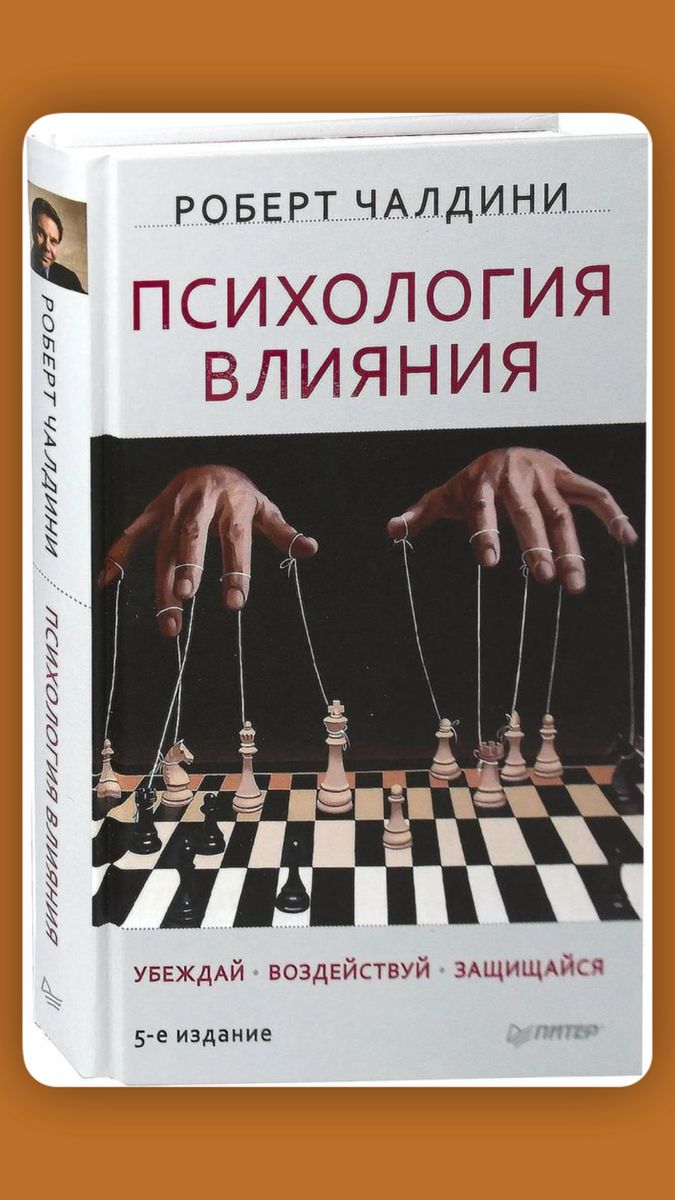 РОБЕРТ ЧАЛДИНИ
ПСИХОЛОГИЯ
ВЛИЯНИЯ
УБЕЖДАЙ • ВОЗДЕЙСТВУЙ • ЗАЩИЩАЙСЯ
5-е издание
ПИТЕР
РОБЕРТ ЧАЛДИНИ ПСИХОЛОГИЯ ВЛИЯНИЯ